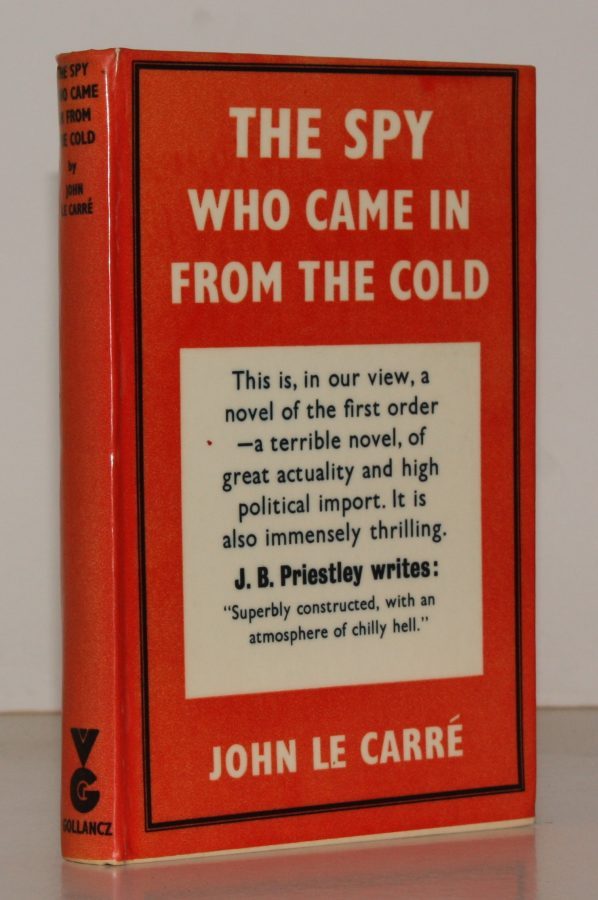 THE SPY
WHO CAME IN
FROM THE COLD
This is, in our view, a
novel of the first order
—a terrible novel, of
great actuality and high
political import. It is
also immensely thrilling.
J. B. Priestley writes:
"Superbly constructed, with an
atmosphere of chilly hell."
JOHN LE CARRÉ
THE SPY
WHO CAME
IN FROM
THE COLD
by
JOHN
LE CARRÉ
VG
GOLLANCZ